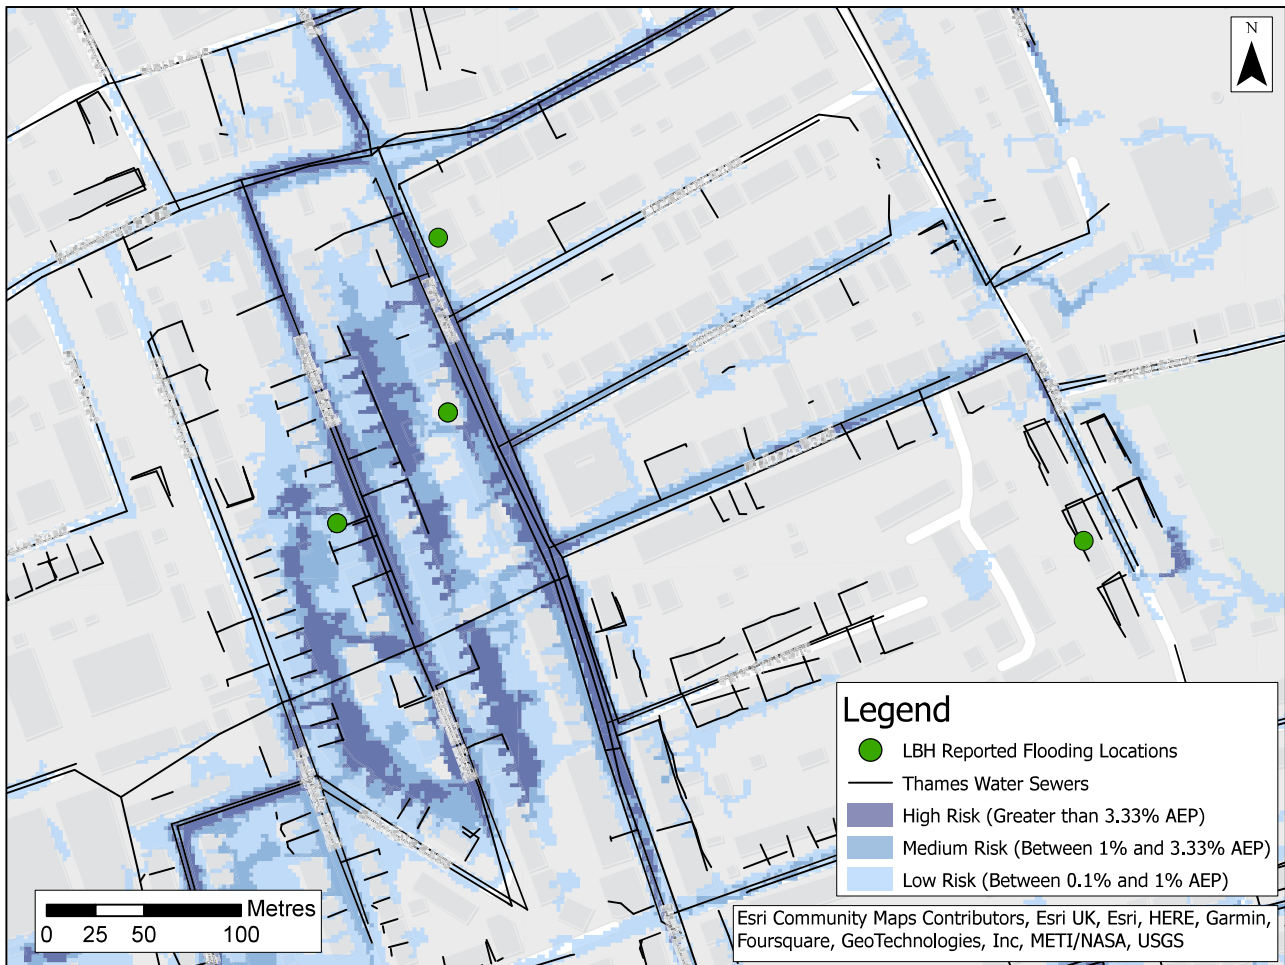 N
Legend
LBH Reported Flooding Locations
Thames Water Sewers
High Risk (Greater than 3.33% AEP)
Medium Risk (Between 1% and 3.33% AEP)
Low Risk (Between 0.1% and 1% AEP)
Metres
0 25 50 100
Esri Community Maps Contributors, Esri UK, Esri, HERE, Garmin,
Foursquare, GeoTechnologies, Inc, METI/NASA, USGS